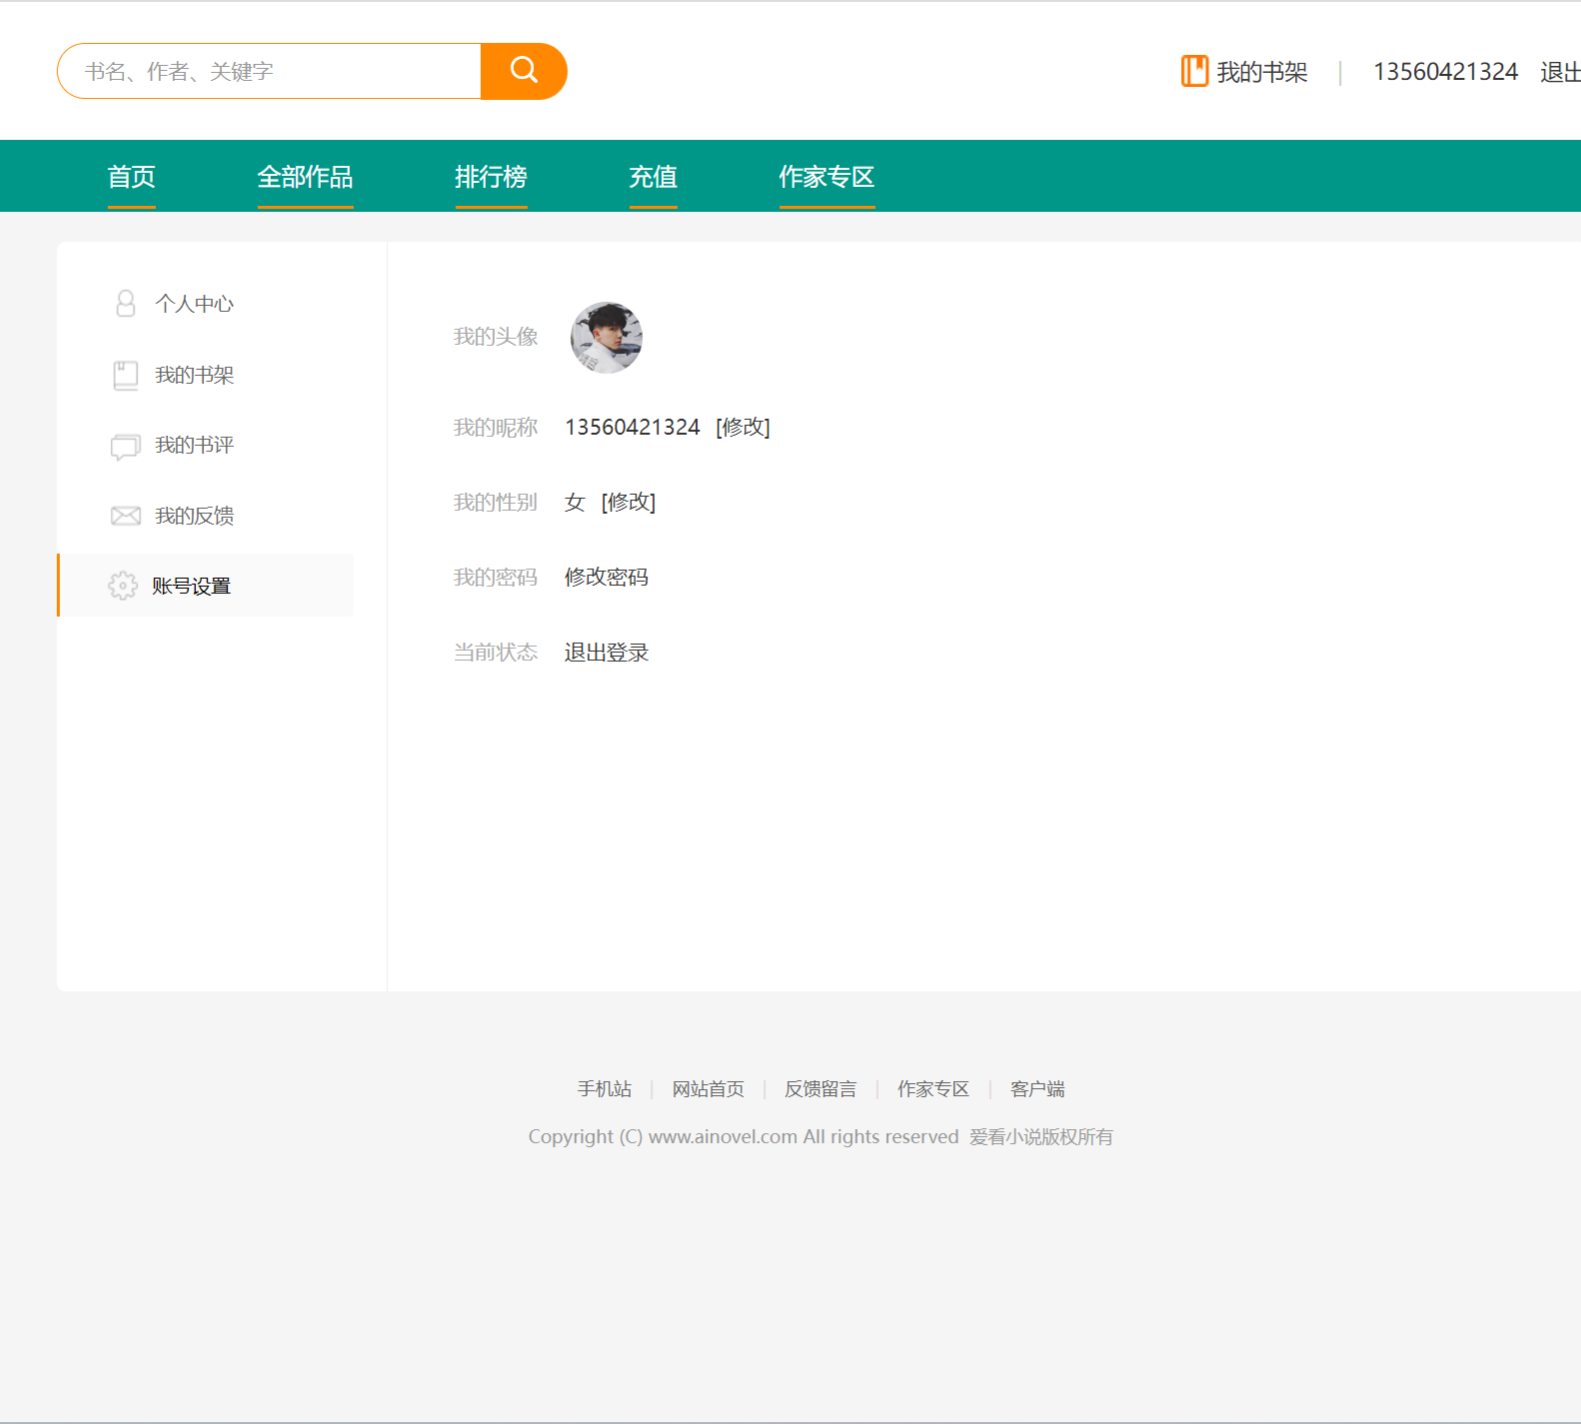 书名、作者、关键字
我的书架 | 13560421324 退出
首页 全部作品 排行榜 充值 作家专区
个人中心
我的书架
我的书评
我的反馈
账号设置
我的头像
我的昵称 13560421324 [修改]
我的性别 女 [修改]
我的密码 修改密码
当前状态 退出登录
手机站 | 网站首页 | 反馈留言 | 作家专区 | 客户端
Copyright (C) www.ainovel.com All rights reserved 爱看小说版权所有